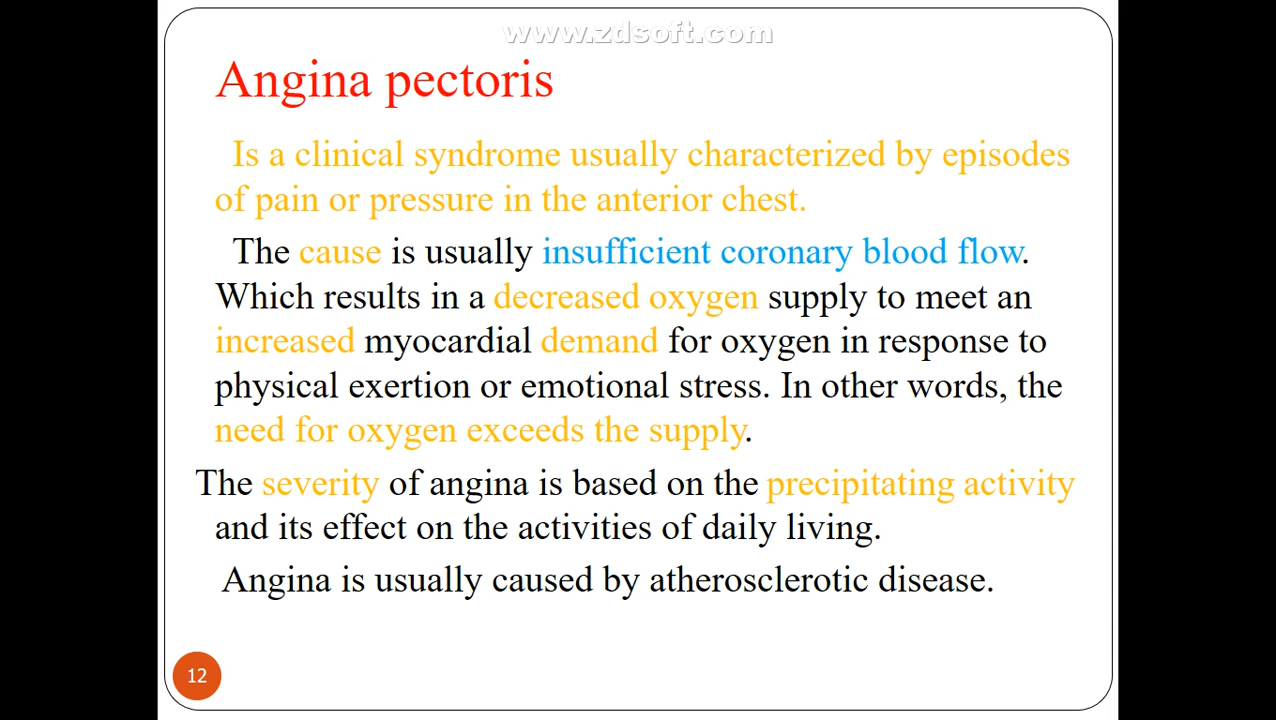 www.zdsoft.com
Angina pectoris
Is a clinical syndrome usually characterized by episodes
of pain or pressure in the anterior chest.
The cause is usually insufficient coronary blood flow.
Which results in a decreased oxygen supply to meet an
increased myocardial demand for oxygen in response to
physical exertion or emotional stress. In other words, the
need for oxygen exceeds the supply.
The severity of angina is based on the precipitating activity
and its effect on the activities of daily living.
Angina is usually caused by atherosclerotic disease.
12